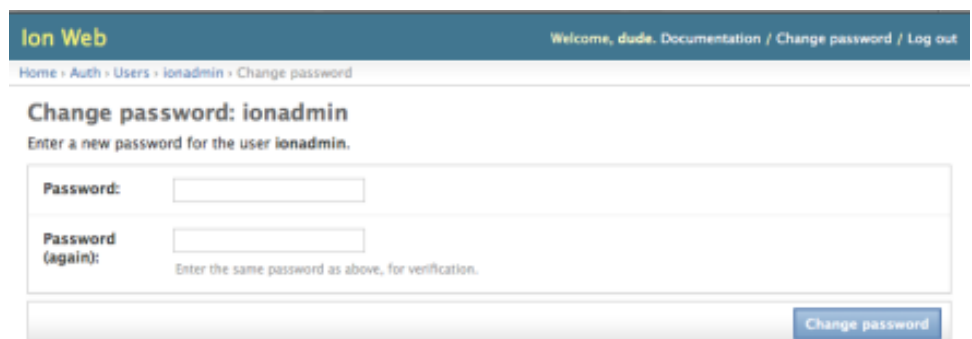 Ion Web
Welcome, dude. Documentation / Change password / Log out
Home › Auth › Users › ionadmin › Change password
Change password: ionadmin
Enter a new password for the user ionadmin.
Password:
Password
(again):
Enter the same password as above, for verification.
Change password